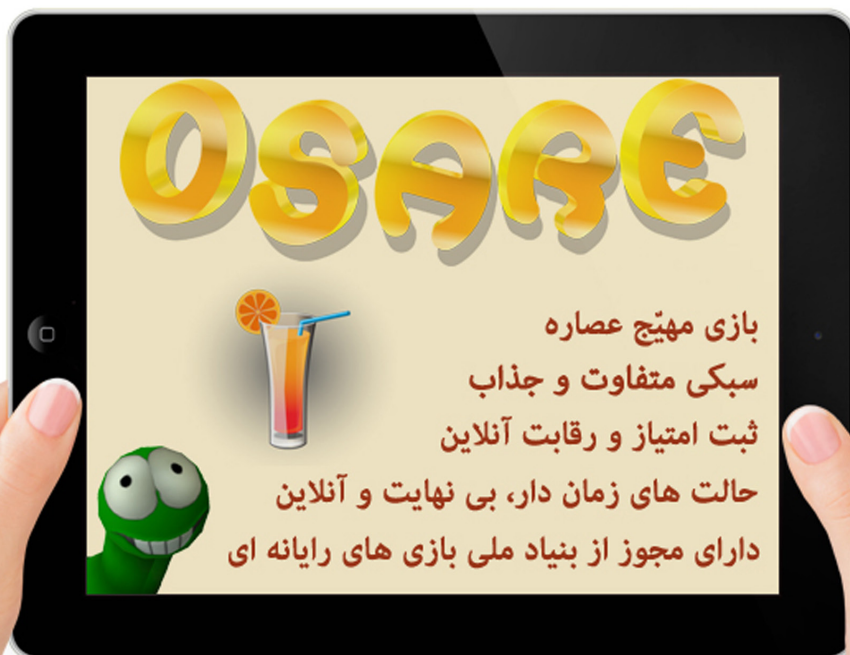 OSARE
بازی مهیّج عصاره
سبکی متفاوت و جذاب
ثبت امتیاز و رقابت آنلاین
حالت های زمان دار، بی نهایت و آنلاین
دارای مجوز از بنیاد ملی بازی های رایانه ای